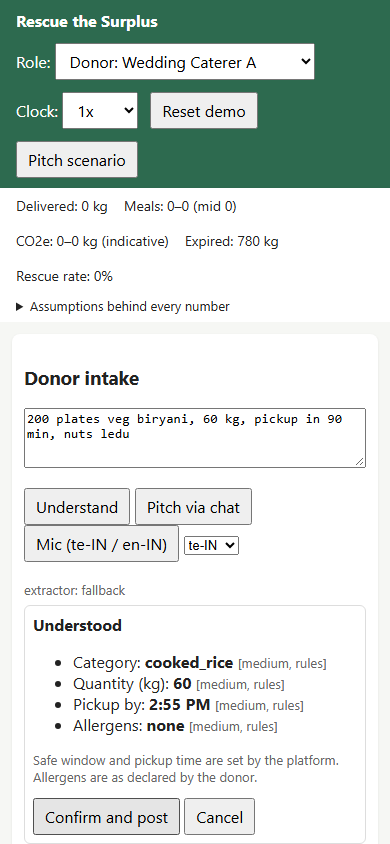 Rescue the Surplus
Role: Donor: Wedding Caterer A
Clock: 1x Reset demo
Pitch scenario
Delivered: 0 kg Meals: 0–0 (mid 0)
CO2e: 0–0 kg (indicative) Expired: 780 kg
Rescue rate: 0%
Assumptions behind every number
Donor intake
200 plates veg biryani, 60 kg, pickup in 90
min, nuts ledu
Understand Pitch via chat
Mic (te-IN / en-IN) te-IN
extractor: fallback
Understood
Category: cooked_rice [medium, rules]
Quantity (kg): 60 [medium, rules]
Pickup by: 2:55 PM [medium, rules]
Allergens: none [medium, rules]
Safe window and pickup time are set by the platform.
Allergens are as declared by the donor.
Confirm and post Cancel